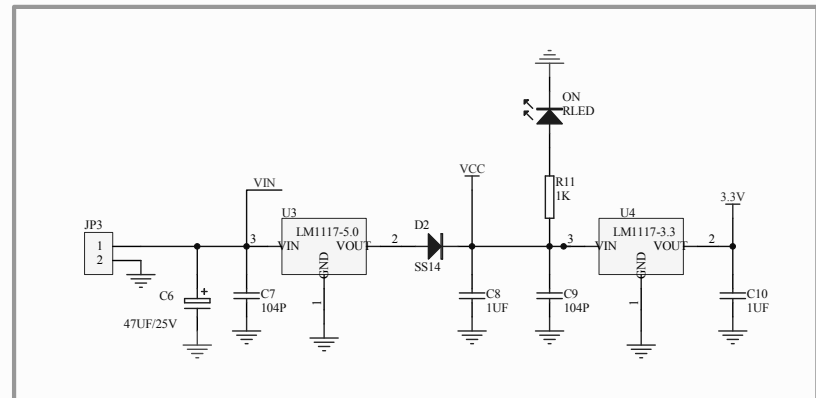 ON
RLED
VCC
R11
1K
3.3V
VIN
JP3
U3
D2
U4
1
2
3
LM1117-5.0
VIN
VOUT
GND
1
2
SS14
3
LM1117-3.3
VIN
VOUT
GND
1
2
C6
47UF/25V
C7
104P
C8
1UF
C9
104P
C10
1UF
+